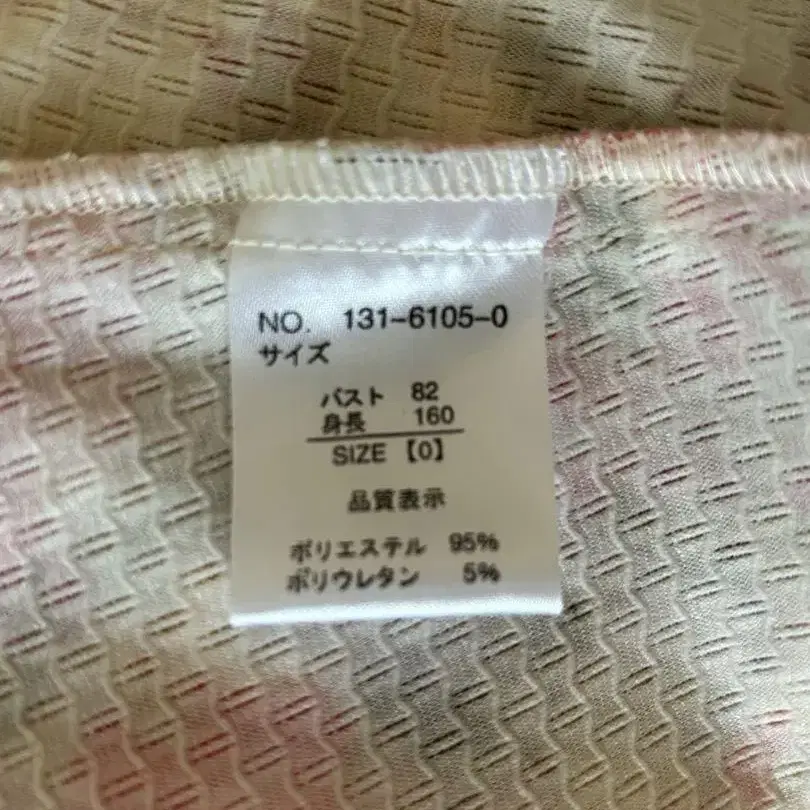 NO. 131-6105-0
サイズ
バスト 82
身長 160
SIZE【0】
品質表示
ポリエステル 95%
ポリウレタン 5%